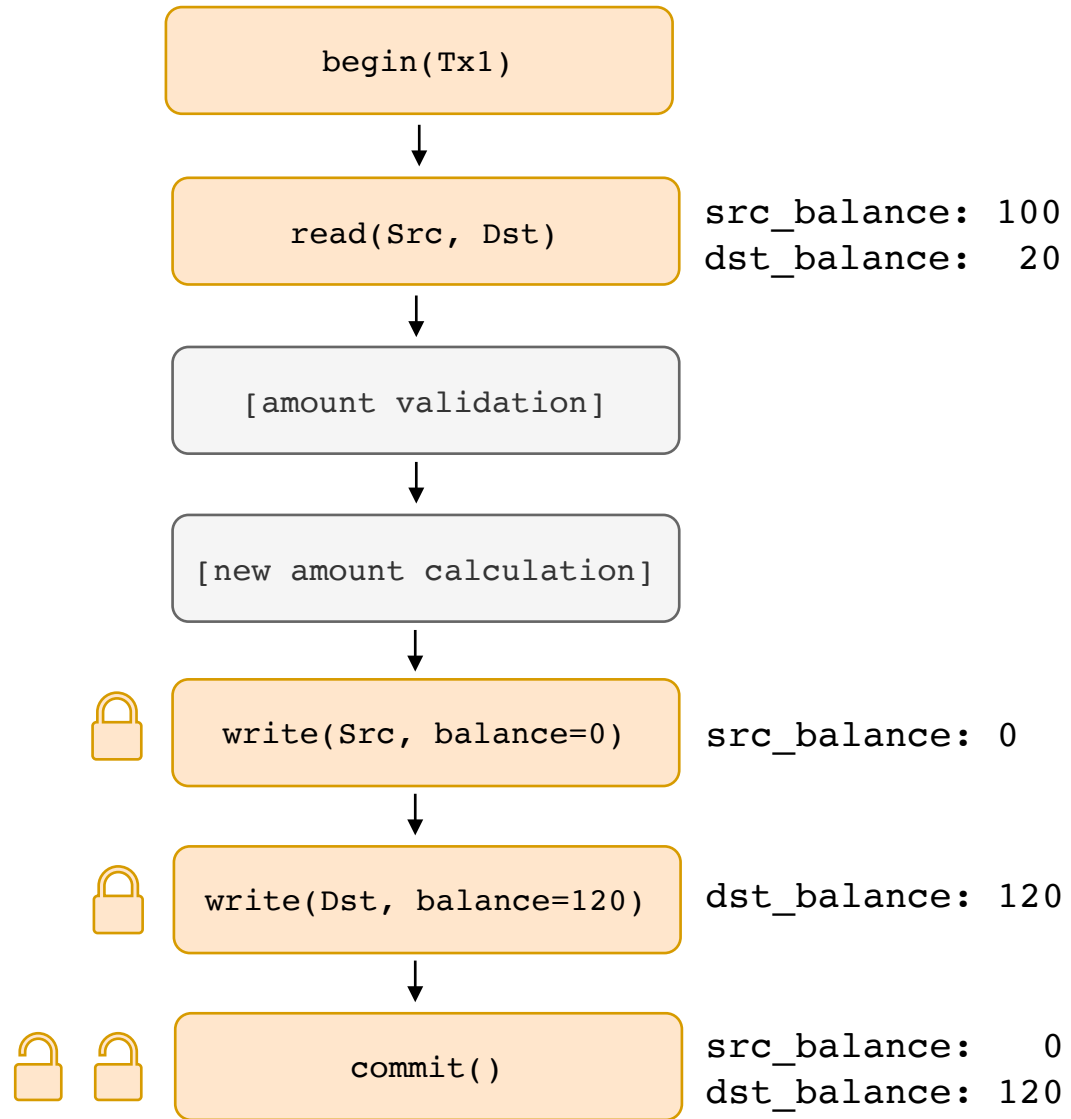 begin(Tx1)
read(Src, Dst)
src_balance: 100
dst_balance:  20
[amount validation]
[new amount calculation]
write(Src, balance=0)
src_balance: 0
write(Dst, balance=120)
dst_balance: 120
commit()
src_balance:   0
dst_balance: 120